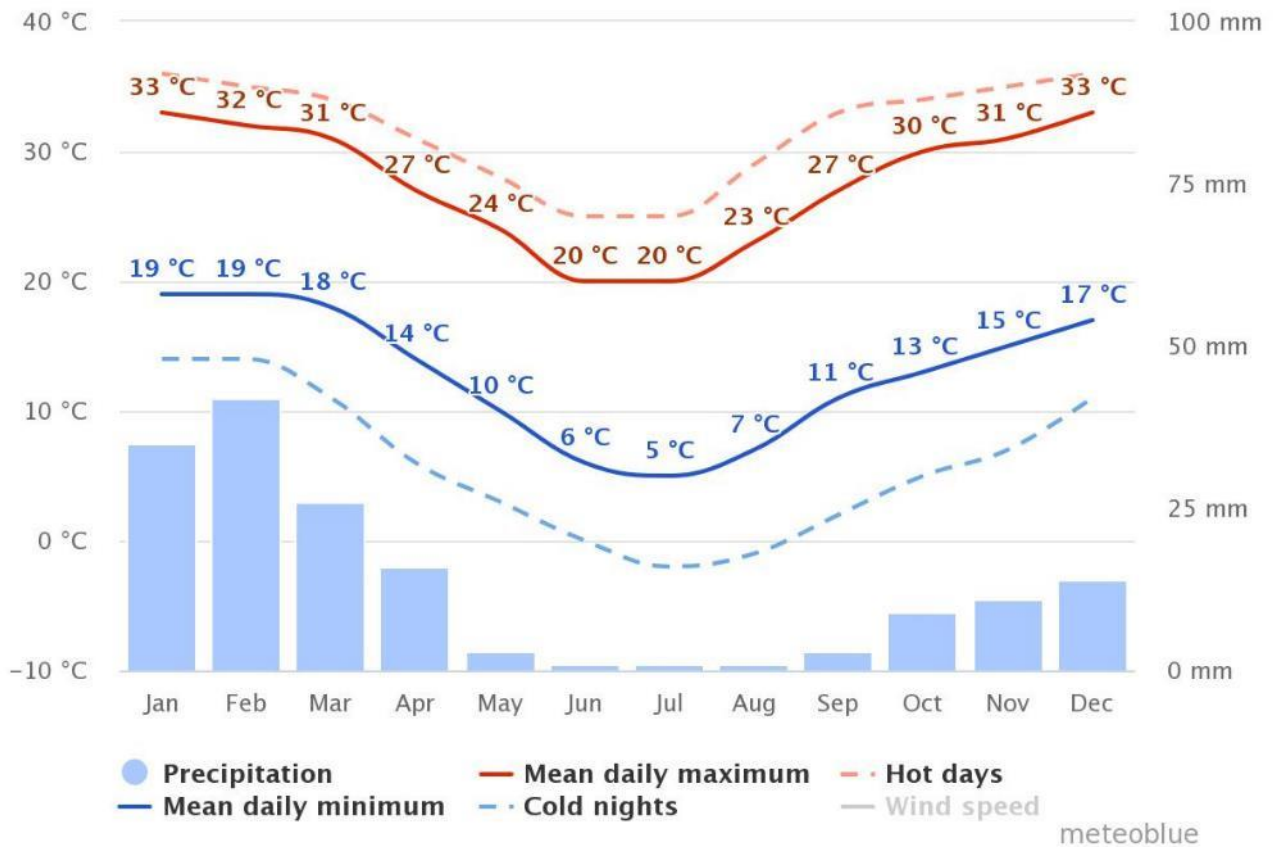 40 °C
100 mm
33 °C 32 °C 31 °C 27 °C 24 °C 20 °C 20 °C 23 °C 27 °C 30 °C 31 °C 33 °C
30 °C
75 mm
19 °C 19 °C 18 °C 14 °C 10 °C 6 °C 5 °C 7 °C 11 °C 13 °C 15 °C 17 °C
20 °C
50 mm
10 °C
25 mm
0 °C
-10 °C
0 mm
Jan Feb Mar Apr May Jun Jul Aug Sep Oct Nov Dec
Precipitation Mean daily maximum Hot days
Mean daily minimum Cold nights Wind speed
meteoblue